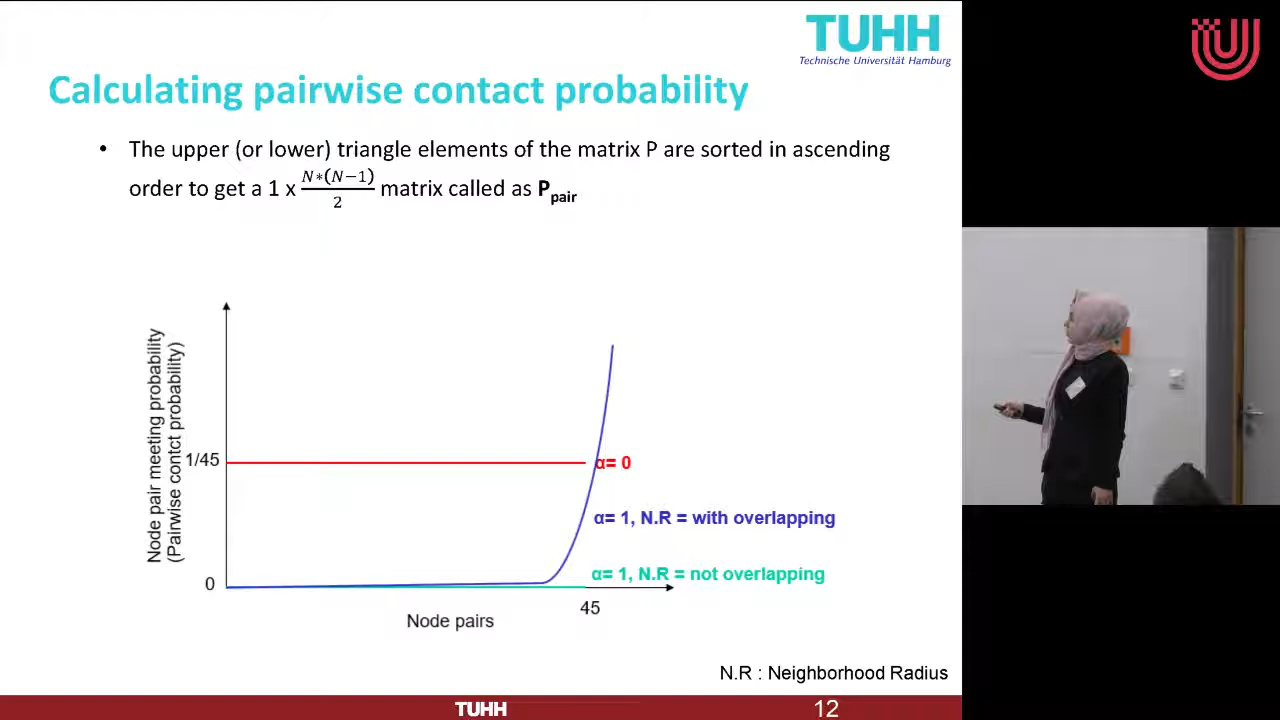 TUHH
Technische Universität Hamburg
Calculating pairwise contact probability
• The upper (or lower) triangle elements of the matrix P are sorted in ascending
order to get a 1 x N∗(N−1)/2 matrix called as Ppair
Node pair meeting probability
(Pairwise contct probability)
1/45
α= 0
α= 1, N.R = with overlapping
α= 1, N.R = not overlapping
0
45
Node pairs
N.R : Neighborhood Radius
TUHH
12